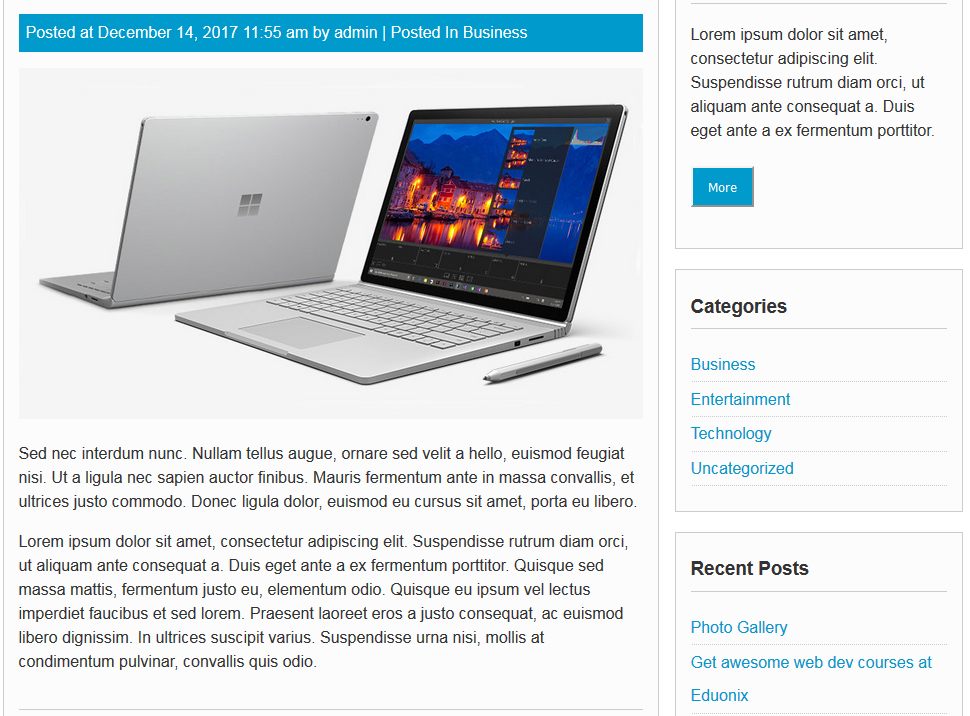 Posted at December 14, 2017 11:55 am by admin | Posted In Business
Sed nec interdum nunc. Nullam tellus augue, ornare sed velit a hello, euismod feugiat
nisi. Ut a ligula nec sapien auctor finibus. Mauris fermentum ante in massa convallis, et
ultrices justo commodo. Donec ligula dolor, euismod eu cursus sit amet, porta eu libero.
Lorem ipsum dolor sit amet, consectetur adipiscing elit. Suspendisse rutrum diam orci,
ut aliquam ante consequat a. Duis eget ante a ex fermentum porttitor. Quisque sed
massa mattis, fermentum justo eu, elementum odio. Quisque eu ipsum vel lectus
imperdiet faucibus et sed lorem. Praesent laoreet eros a justo consequat, ac euismod
libero dignissim. In ultrices suscipit varius. Suspendisse urna nisi, mollis at
condimentum pulvinar, convallis quis odio.
Lorem ipsum dolor sit amet,
consectetur adipiscing elit.
Suspendisse rutrum diam orci, ut
aliquam ante consequat a. Duis
eget ante a ex fermentum porttitor.
More
Categories
Business
Entertainment
Technology
Uncategorized
Recent Posts
Photo Gallery
Get awesome web dev courses at
Eduonix